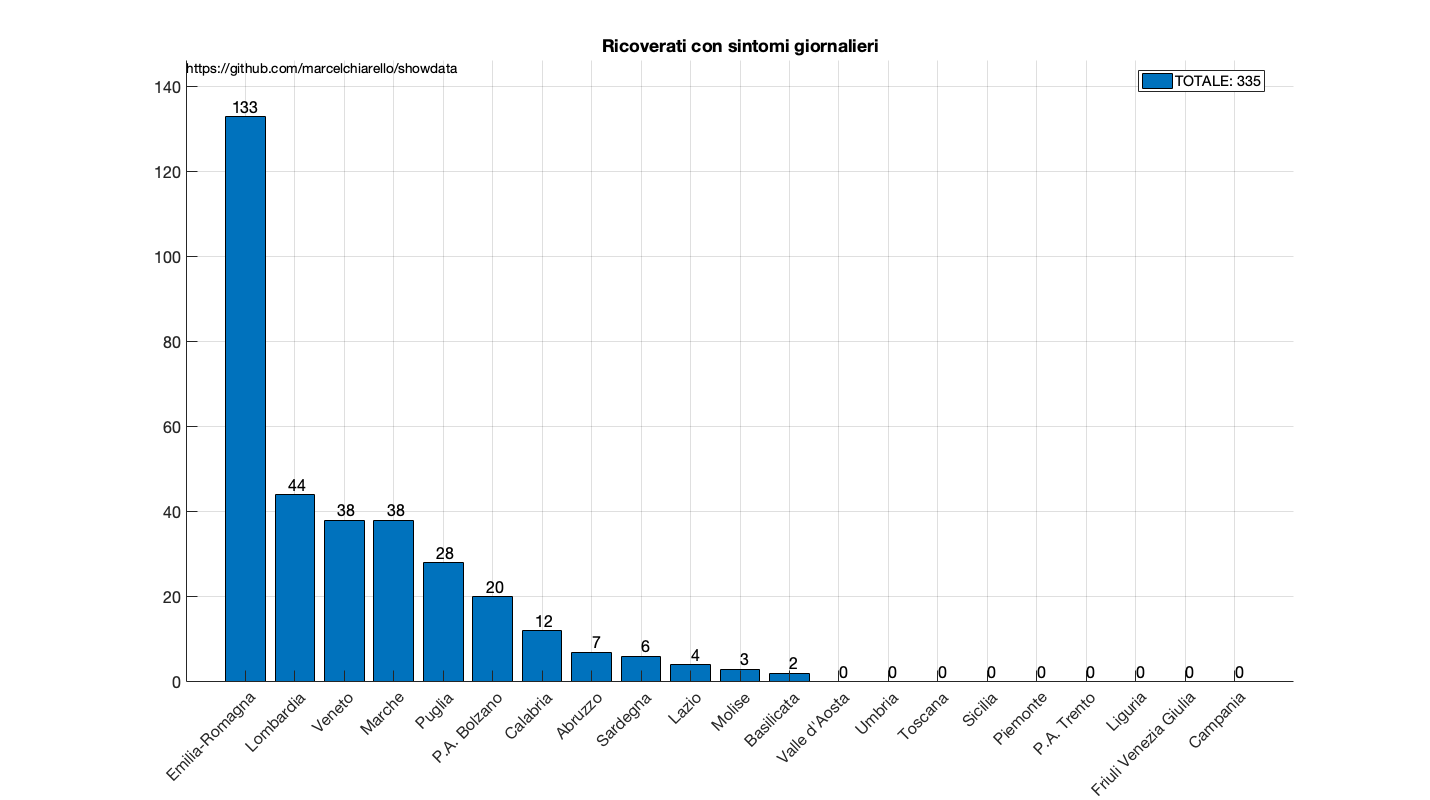 Ricoverati con sintomi giornalieri
https://github.com/marcelchiarello/showdata
TOTALE: 335
140
120
100
80
60
40
20
0
133
44
38
38
28
20
12
7
6
4
3
2
0
0
0
0
0
0
0
0
0
Emilia-Romagna
Lombardia
Veneto
Marche
Puglia
P.A. Bolzano
Calabria
Abruzzo
Sardegna
Lazio
Molise
Basilicata
Valle d'Aosta
Umbria
Toscana
Sicilia
Piemonte
P.A. Trento
Liguria
Friuli Venezia Giulia
Campania